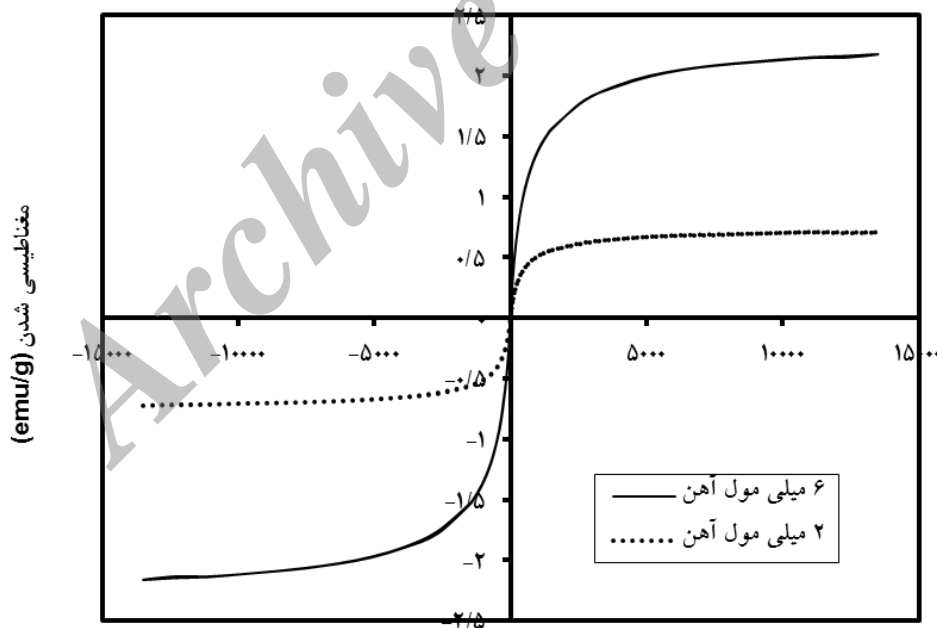 ۲/۵
۲
۱/۵
۱
۰/۵
۰
-۱۵۰۰۰ -۱۰۰۰۰ -۵۰۰۰ ۵۰۰۰ ۱۰۰۰۰ ۱۵۰۰۰
-۰/۵
-۱
-۱/۵
-۲
-۲/۵
مغناطیسی شدن (emu/g)
۶ میلی مول آهن
۲ میلی مول آهن
Archive